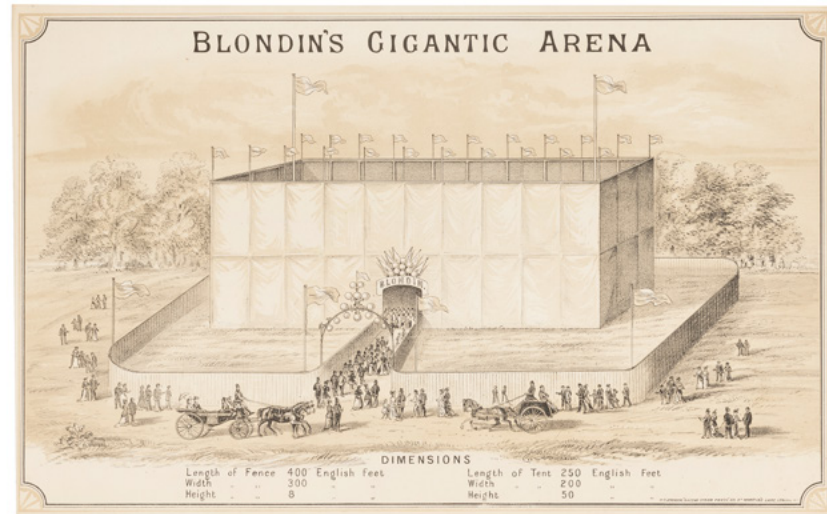 BLONDIN'S GIGANTIC ARENA
BLONDIN
DIMENSIONS
Length of Fence 400 English Feet
Width " " 300 " "
Height " " 8 " "
Length of Tent 250 English Feet
Width " " 200 " "
Height " " 50 " "